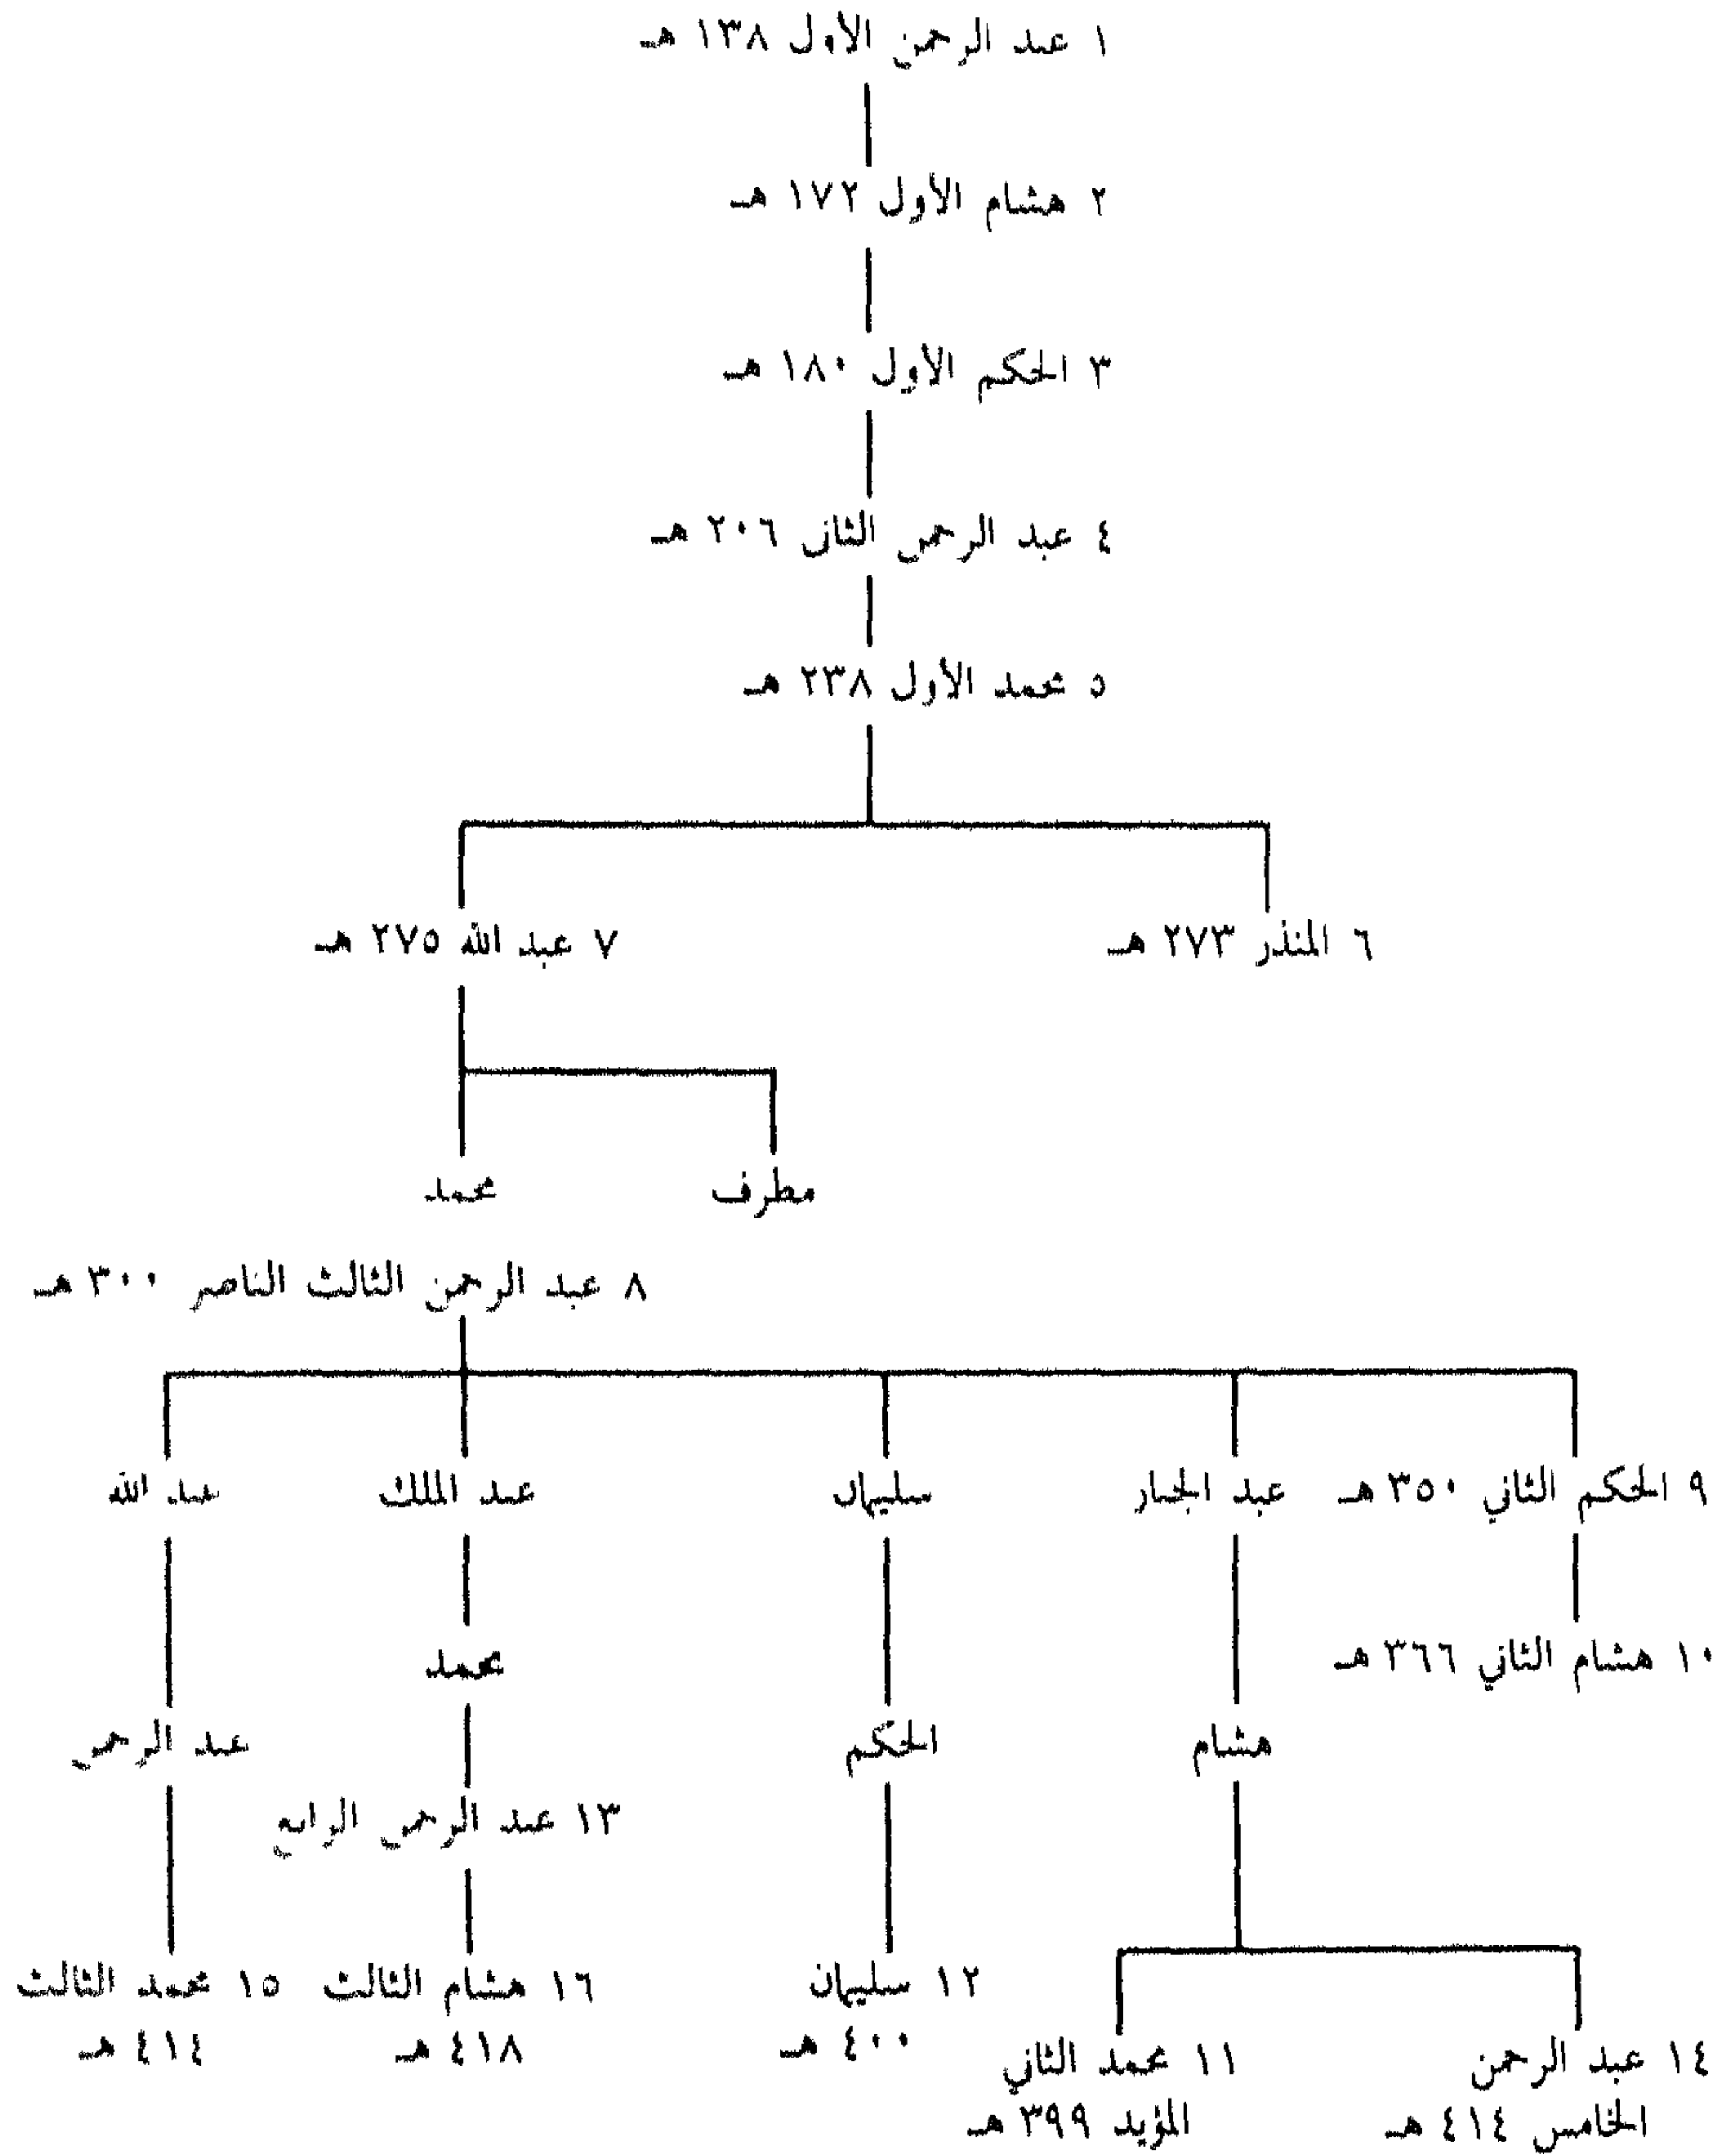 ١ عبد الرحمن الأول ١٣٨ هـ
٢ هشام الأول ١٧٢ هـ
٣ الحكم الأول ١٨٠ هـ
٤ عبد الرحمن الثانى ٢٠٦ هـ
٥ محمد الأول ٢٣٨ هـ
٦ المنذر ٢٧٣ هـ
٧ عبد الله ٢٧٥ هـ
مطرف
محمد
٨ عبد الرحمن الثالث الناصر ٣٠٠ هـ
٩ الحكم الثاني ٣٥٠ هـ
عبد الجبار
سليمان
عبد الملك
عبد الله
١٠ هشام الثاني ٣٦٦ هـ
محمد
هشام
الحكم
عبد الرحمن
١٣ عبد الرحمن الرابع
١٢ سليمان
٤٠٠ هـ
١٦ هشام الثالث
٤١٨ هـ
١٥ محمد الثالث
٤١٤ هـ
١٤ عبد الرحمن
الخامس ٤١٤ هـ
١١ محمد الثاني
المؤيد ٣٩٩ هـ